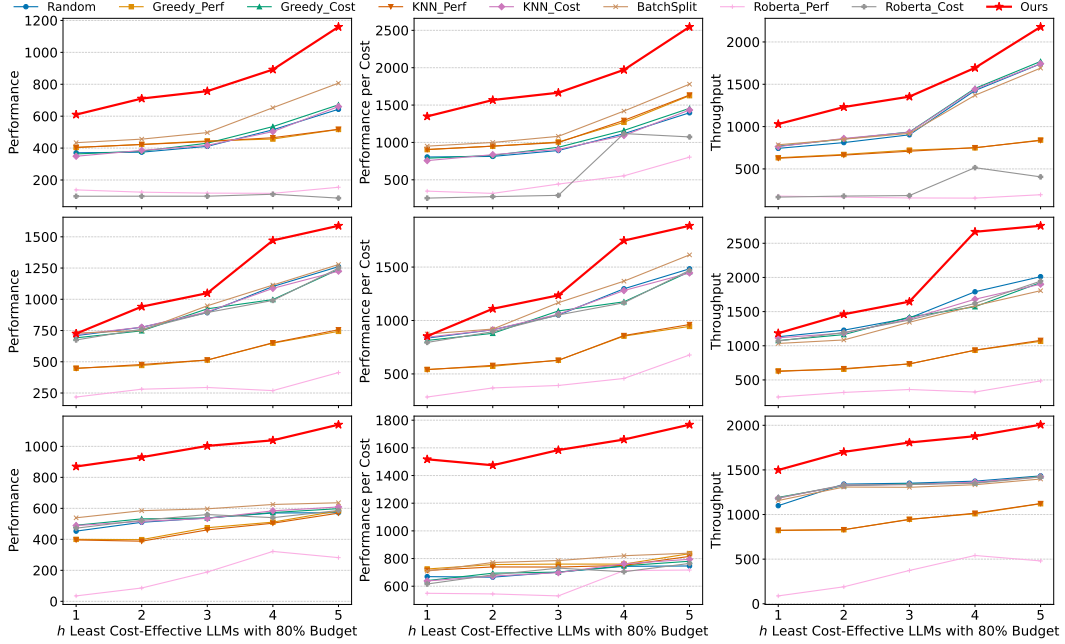 Random Greedy_Perf Greedy_Cost KNN_Perf KNN_Cost BatchSplit Roberta_Perf Roberta_Cost Ours
Performance
1200
1000
800
600
400
200
Performance per Cost
2500
2000
1500
1000
500
Throughput
2000
1500
1000
500
Performance
1500
1250
1000
750
500
250
Performance per Cost
1500
1000
500
Throughput
2500
2000
1500
1000
500
Performance
1000
800
600
400
200
0
1 2 3 4 5
h Least Cost-Effective LLMs with 80% Budget
Performance per Cost
1800
1600
1400
1200
1000
800
600
1 2 3 4 5
h Least Cost-Effective LLMs with 80% Budget
Throughput
2000
1500
1000
500
0
1 2 3 4 5
h Least Cost-Effective LLMs with 80% Budget